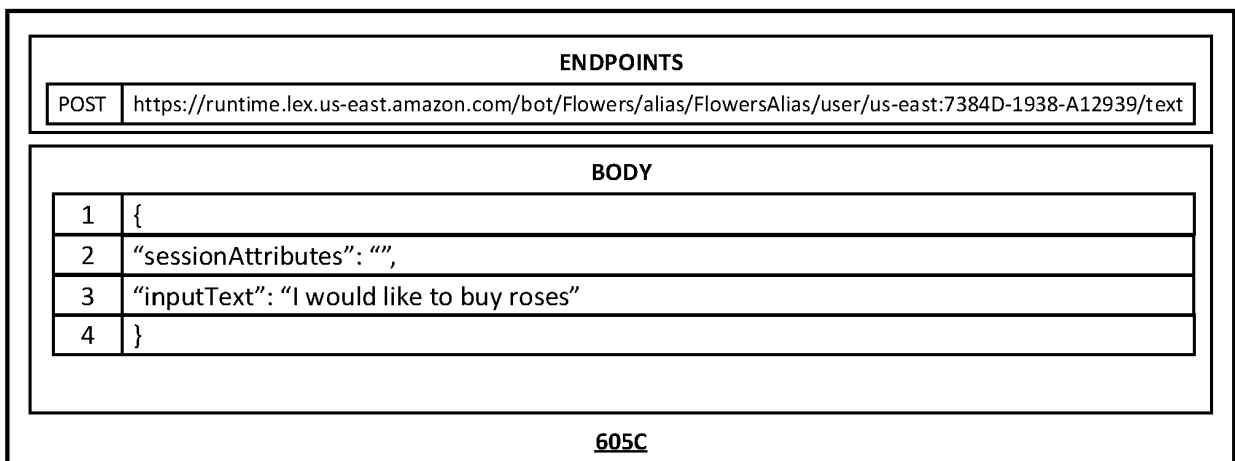 ENDPOINTS
POST https://runtime.lex.us-east.amazon.com/bot/Flowers/alias/FlowersAlias/user/us-east:7384D-1938-A12939/text
BODY
1 {
2 “sessionAttributes”: “”,
3 “inputText”: “I would like to buy roses”
4 }
605C